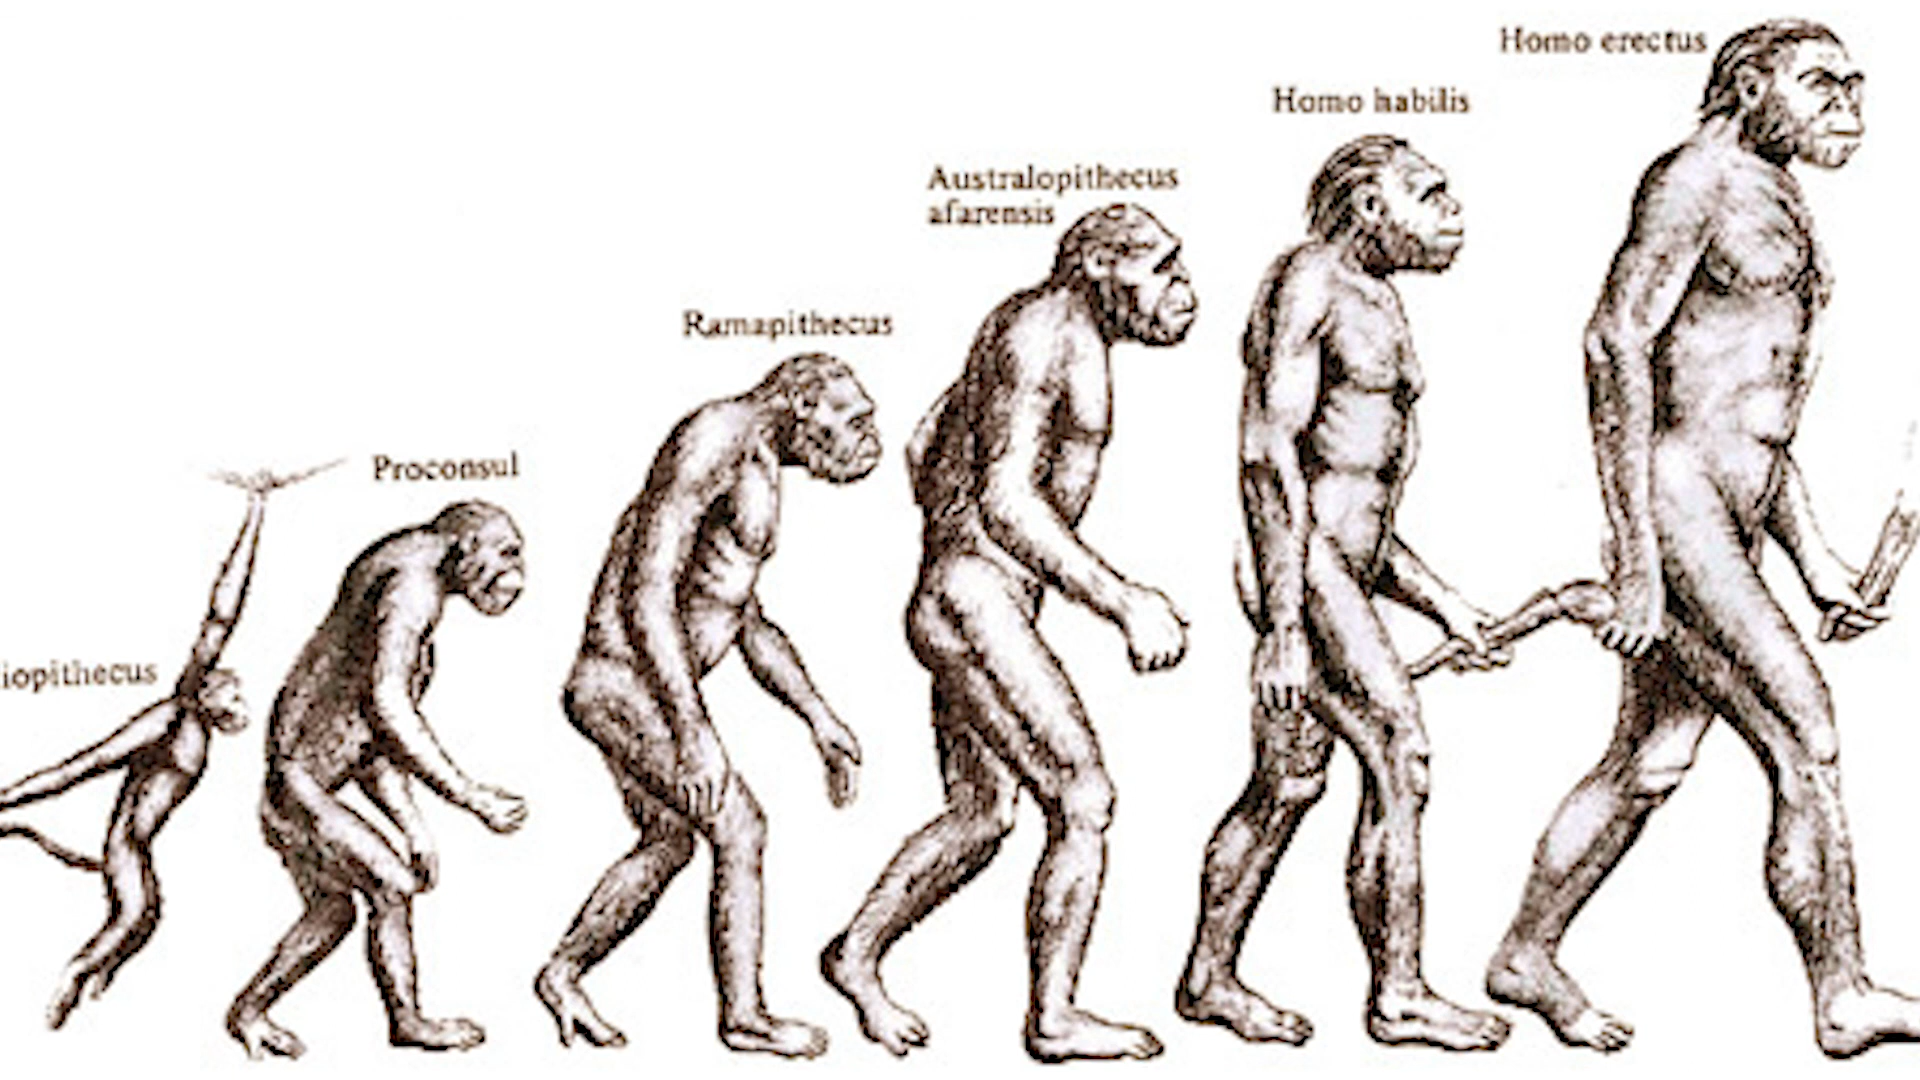 Homo erectus
Homo habilis
Australopithecus
afarensis
Ramapithecus
Proconsul
iopithecus